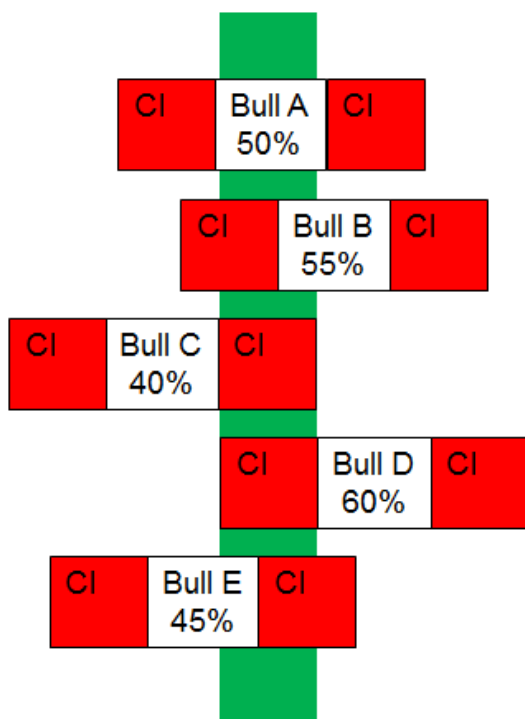 CI Bull A CI
50%
CI Bull B CI
55%
CI Bull C CI
40%
CI Bull D CI
60%
CI Bull E CI
45%